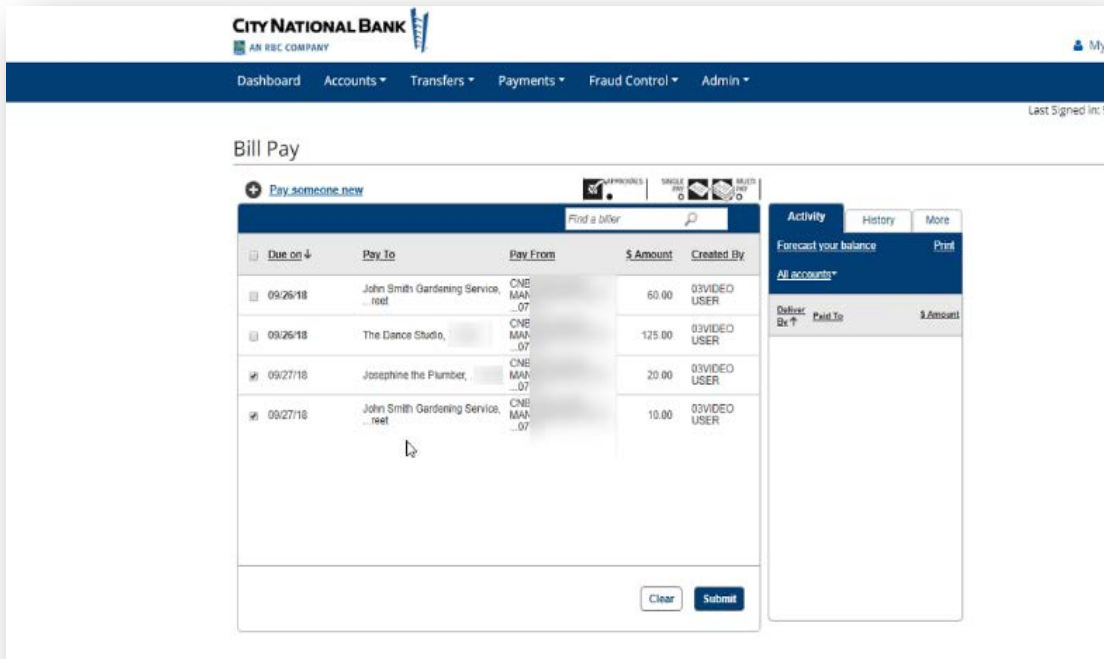 CITY NATIONAL BANK
AN RBC COMPANY
My
Dashboard Accounts Transfers Payments Fraud Control Admin
Last Signed in:
Bill Pay
Pay someone new
APPROVALS SINGLE PAY MULTI PAY
Find a biller
Activity History More
Forecast your balance Print
All accounts
Deliver By Paid To $ Amount
Due on Pay To Pay From $ Amount Created By
09/26/18 John Smith Gardening Service, CNB 60.00 03VIDEO
...reet MAN USER
...07
09/26/18 The Dance Studio, CNB 125.00 03VIDEO
MAN USER
...07
09/27/18 Josephine the Plumber, CNB 20.00 03VIDEO
MAN USER
...07
09/27/18 John Smith Gardening Service, CNB 10.00 03VIDEO
...reet MAN USER
...07
Clear Submit